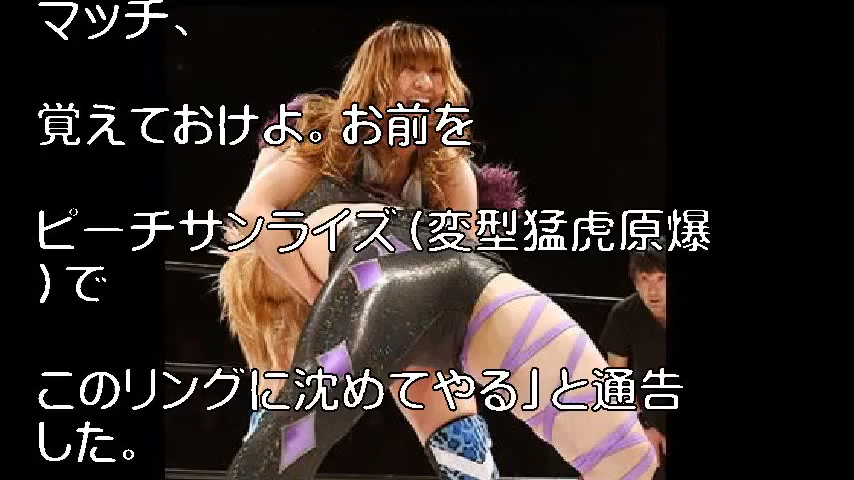 マッチ、
覚えておけよ。お前を
ピーチサンライズ(変型猛虎原爆
)で
このリングに沈めてやる」と通告
した。